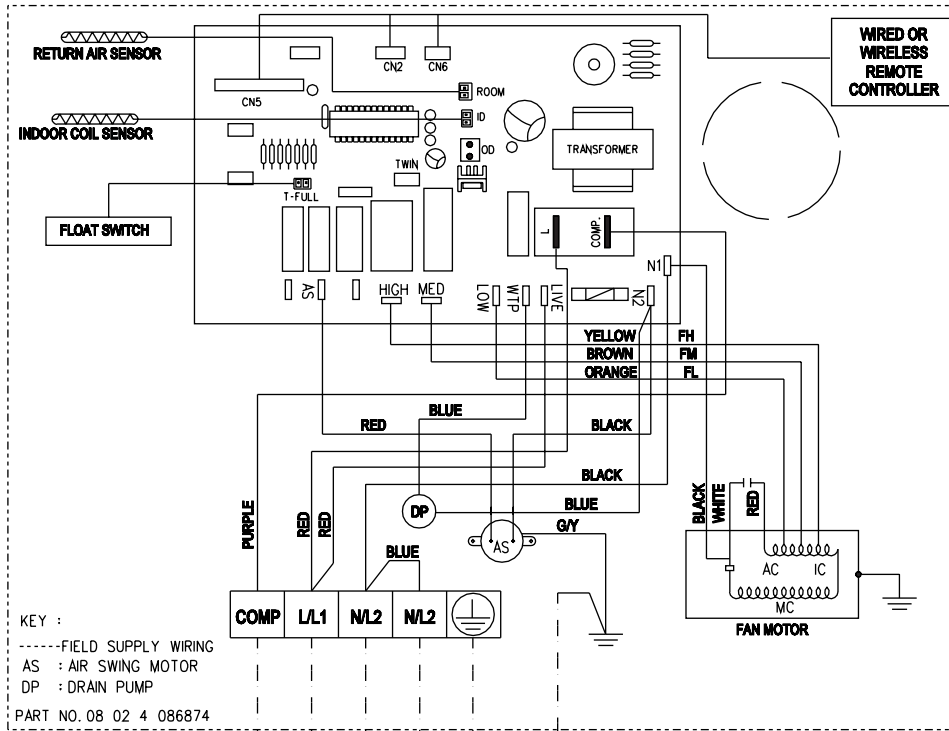 RETURN AIR SENSOR
CN2
CN6
WIRED OR
WIRELESS
REMOTE
CONTROLLER
CN5
ROOM
INDOOR COIL SENSOR
ID
OD
TRANSFORMER
TWIN
T-FULL
FLOAT SWITCH
L
COMP.
N1
AS
HIGH
MED
LOW
WTP
LIVE
N2
YELLOW FH
BROWN FM
ORANGE FL
BLUE
RED
BLACK
BLACK
PURPLE
RED
RED
DP
BLUE
G/Y
AS
BLUE
BLACK
WHITE
RED
AC IC
MC
FAN MOTOR
COMP
L/L1
N/L2
N/L2
KEY :
------FIELD SUPPLY WIRING
AS : AIR SWING MOTOR
DP : DRAIN PUMP
PART NO. 08 02 4 086874